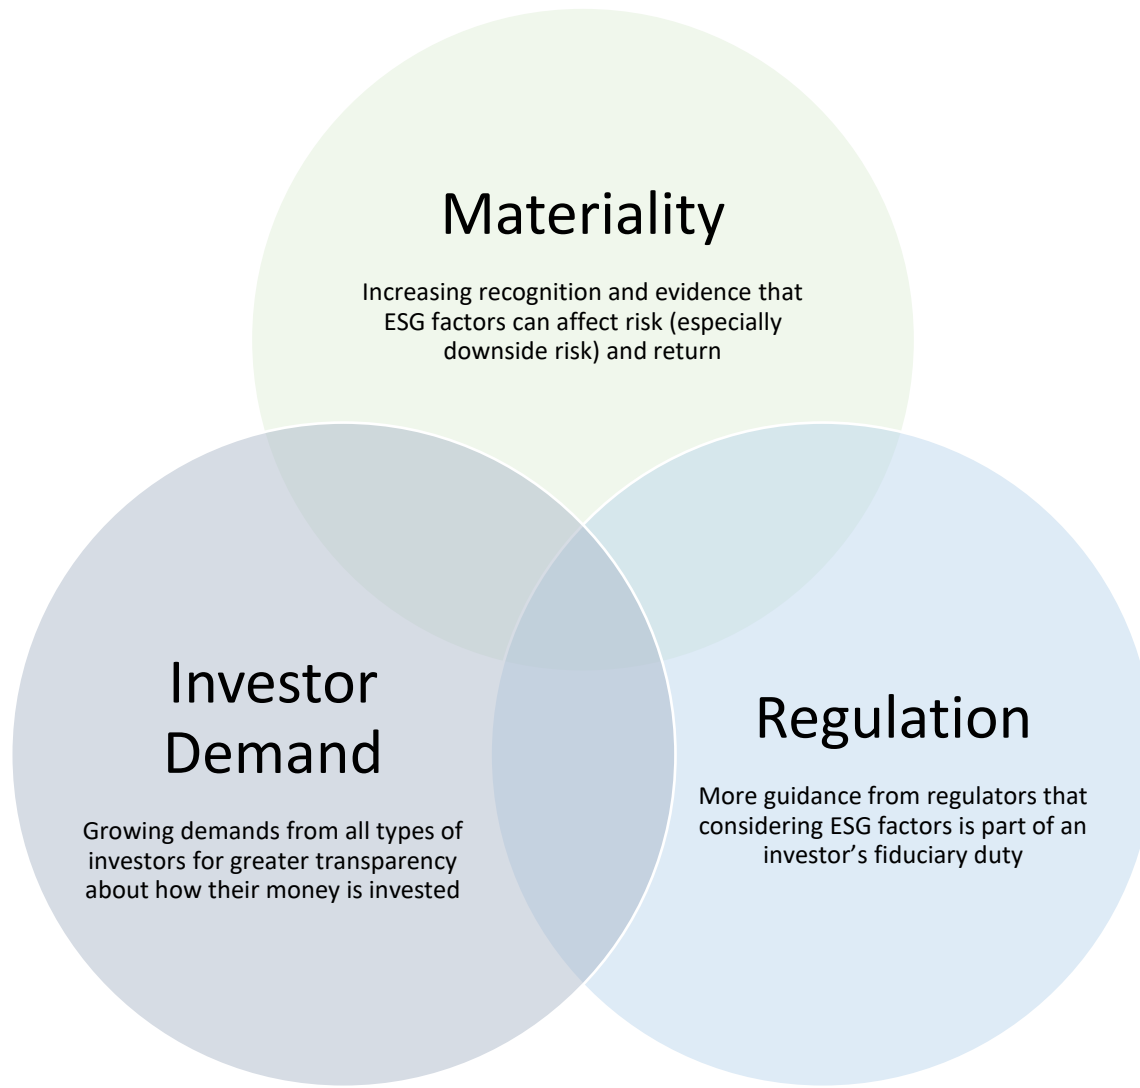 Materiality
Increasing recognition and evidence that
ESG factors can affect risk (especially
downside risk) and return
Investor
Demand
Growing demands from all types of
investors for greater transparency
about how their money is invested
Regulation
More guidance from regulators that
considering ESG factors is part of an
investor’s fiduciary duty